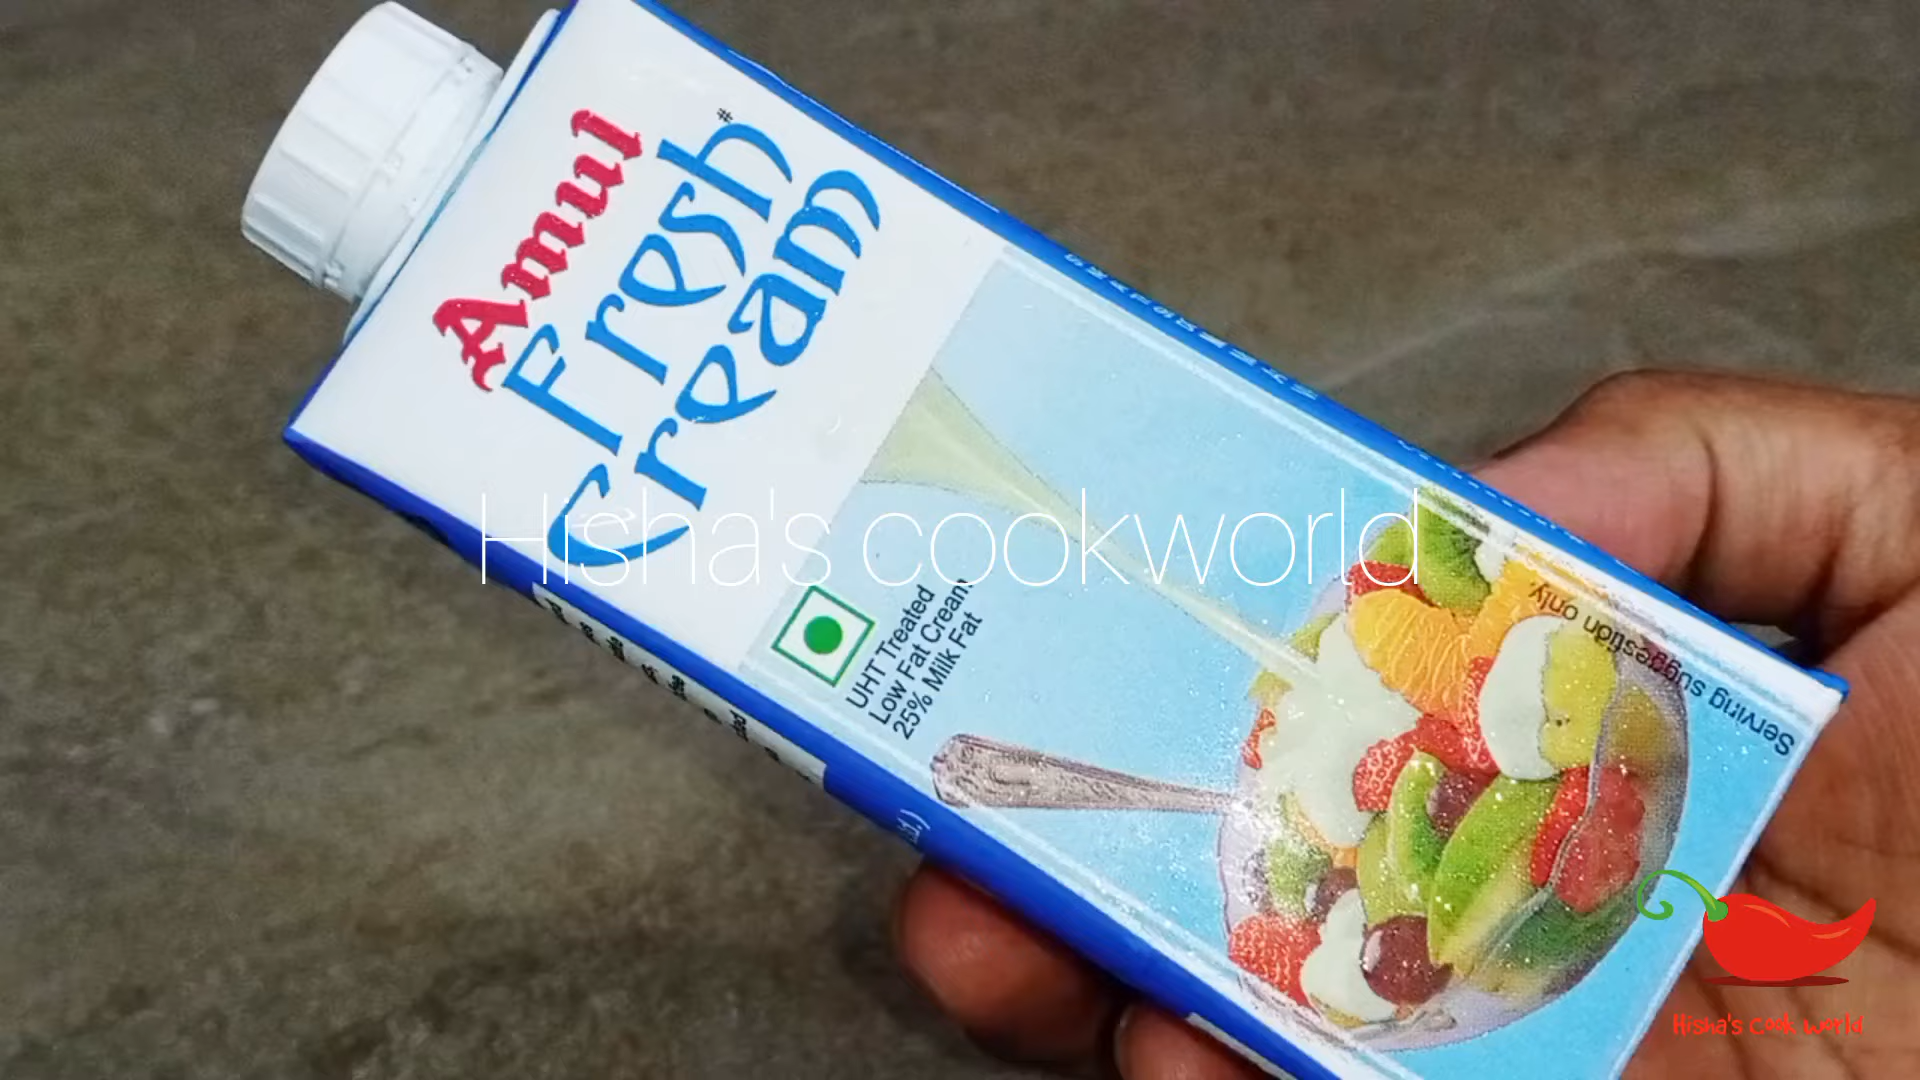 Amul
Fresh#
Cream
Hisha's cookworld
UHT Treated
Low Fat Cream
25% Milk Fat
Serving suggestion only.
Hisha's Cook world